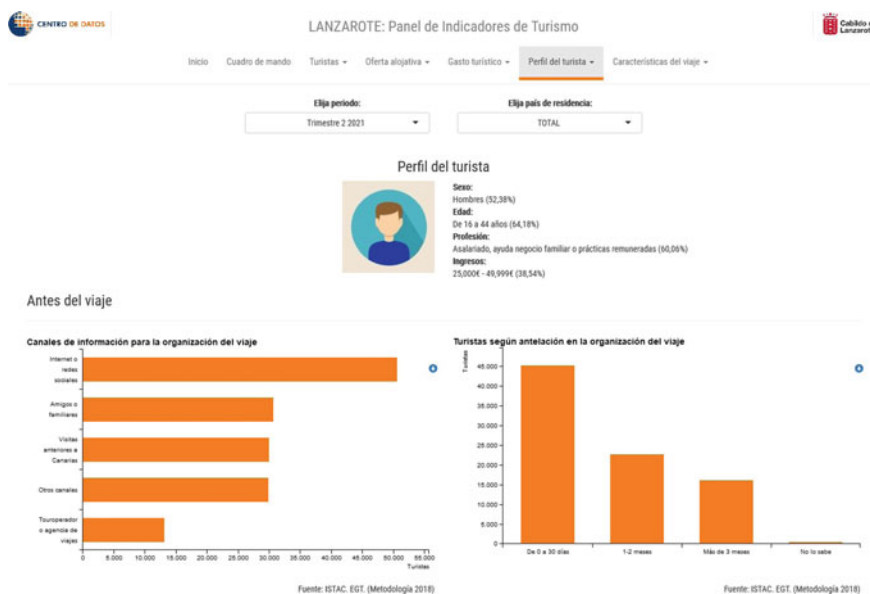 CENTRO DE DATOS
LANZAROTE: Panel de Indicadores de Turismo
Cabildo
Lanzarot
Inicio Cuadro de mando Turistas Oferta alojativa Gasto turístico Perfil del turista Características del viaje
Elija periodo: Elija país de residencia:
Trimestre 2 2021 TOTAL
Perfil del turista
Sexo:
Hombres (52,38%)
Edad:
De 16 a 44 años (64,18%)
Profesión:
Asalariado, ayuda negocio familiar o prácticas remuneradas (60,06%)
Ingresos:
25,000€ - 49,999€ (38,54%)
Antes del viaje
Canales de información para la organización del viaje
Internet o
redes
sociales
Amigos o
familiares
Visitas
anteriores a
Canarias
Otros canales
Touroperador
o agencia de
viajes
0 5.000 10.000 15.000 20.000 25.000 30.000 35.000 40.000 45.000 50.000 55.000
Turistas
Fuente: ISTAC. EGT. (Metodología 2018)
Turistas según antelación en la organización del viaje
Turistas
45.000
40.000
35.000
30.000
25.000
20.000
15.000
10.000
5.000
0
De 0 a 30 días 1-2 meses Más de 3 meses No lo sabe
Fuente: ISTAC. EGT. (Metodología 2018)